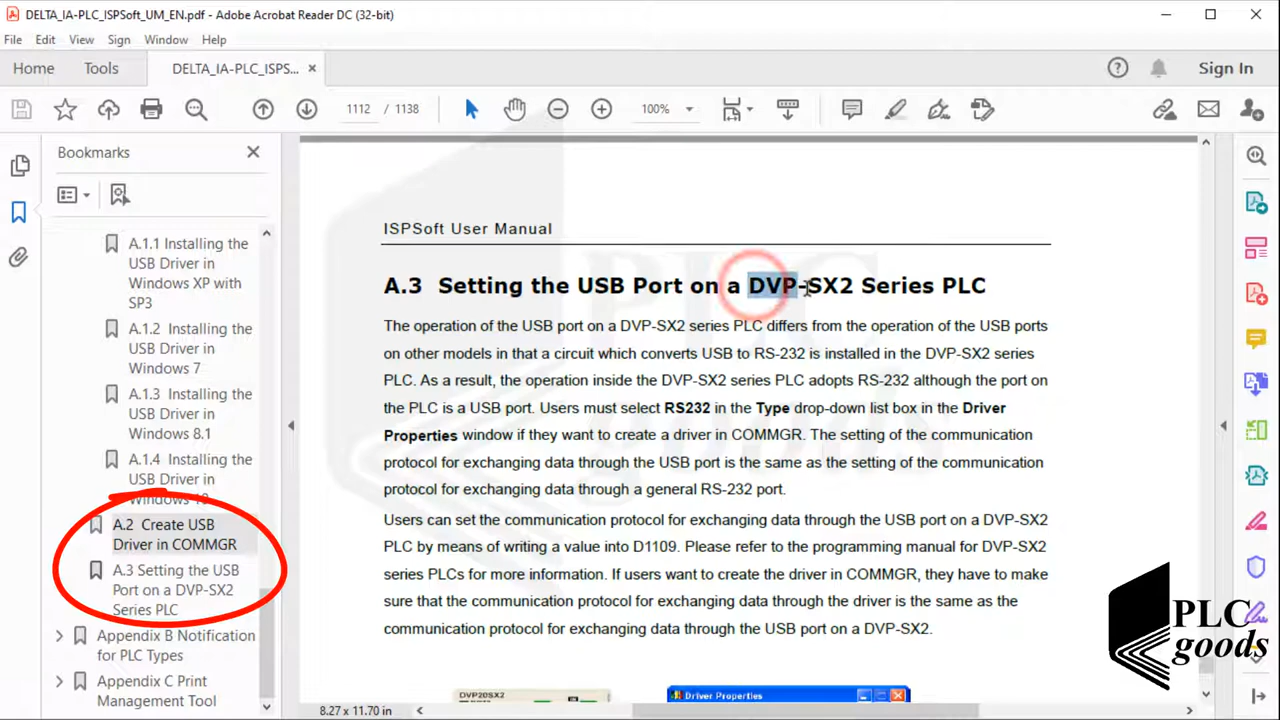 DELTA_IA-PLC_ISPSoft_UM_EN.pdf - Adobe Acrobat Reader DC (32-bit)
File Edit View Sign Window Help
Home Tools DELTA_IA-PLC_ISPS... Sign In
1112 / 1138 100%
Bookmarks
A.1.1 Installing the
USB Driver in
Windows XP with
SP3
A.1.2 Installing the
USB Driver in
Windows 7
A.1.3 Installing the
USB Driver in
Windows 8.1
A.1.4 Installing the
USB Driver in
Windows 10
A.2 Create USB
Driver in COMMGR
A.3 Setting the USB
Port on a DVP-SX2
Series PLC
Appendix B Notification
for PLC Types
Appendix C Print
Management Tool
ISPSoft User Manual
A.3 Setting the USB Port on a DVP-SX2 Series PLC
The operation of the USB port on a DVP-SX2 series PLC differs from the operation of the USB ports
on other models in that a circuit which converts USB to RS-232 is installed in the DVP-SX2 series
PLC. As a result, the operation inside the DVP-SX2 series PLC adopts RS-232 although the port on
the PLC is a USB port. Users must select RS232 in the Type drop-down list box in the Driver
Properties window if they want to create a driver in COMMGR. The setting of the communication
protocol for exchanging data through the USB port is the same as the setting of the communication
protocol for exchanging data through a general RS-232 port.
Users can set the communication protocol for exchanging data through the USB port on a DVP-SX2
PLC by means of writing a value into D1109. Please refer to the programming manual for DVP-SX2
series PLCs for more information. If users want to create the driver in COMMGR, they have to make
sure that the communication protocol for exchanging data through the driver is the same as the
communication protocol for exchanging data through the USB port on a DVP-SX2.
DVP20SX2
Driver Properties
8.27 x 11.70 in
PLC
goods